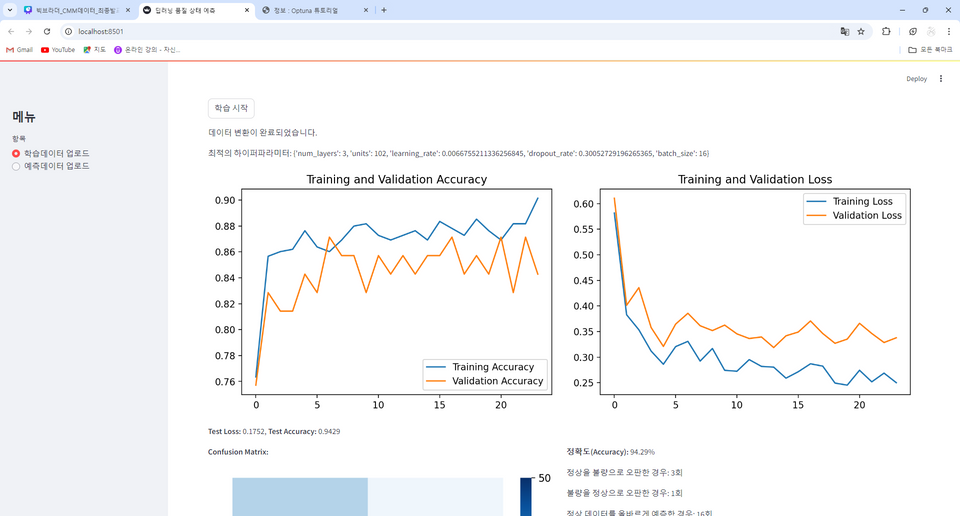 빅브라더_CMM데이터_최종발
딥러닝 품질 상태 예측
정보 : Optuna 튜토리얼
localhost:8501
Gmail
YouTube
지도
온라인 강의 - 자신...
모든 북마크
Deploy
메뉴
항목
학습데이터 업로드
예측데이터 업로드
학습 시작
데이터 변환이 완료되었습니다.
최적의 하이퍼파라미터: {'num_layers': 3, 'units': 102, 'learning_rate': 0.0066755211336256845, 'dropout_rate': 0.30052729196265365, 'batch_size': 16}
Training and Validation Accuracy
0.90
0.88
0.86
0.84
0.82
0.80
0.78
0.76
0 5 10 15 20
Training Accuracy
Validation Accuracy
Training and Validation Loss
0.60
0.55
0.50
0.45
0.40
0.35
0.30
0.25
0 5 10 15 20
Training Loss
Validation Loss
Test Loss: 0.1752, Test Accuracy: 0.9429
Confusion Matrix:
50
정확도(Accuracy): 94.29%
정상을 불량으로 오판한 경우: 3회
불량을 정상으로 오판한 경우: 1회
정상 데이터를 올바르게 예측한 경우: 16회